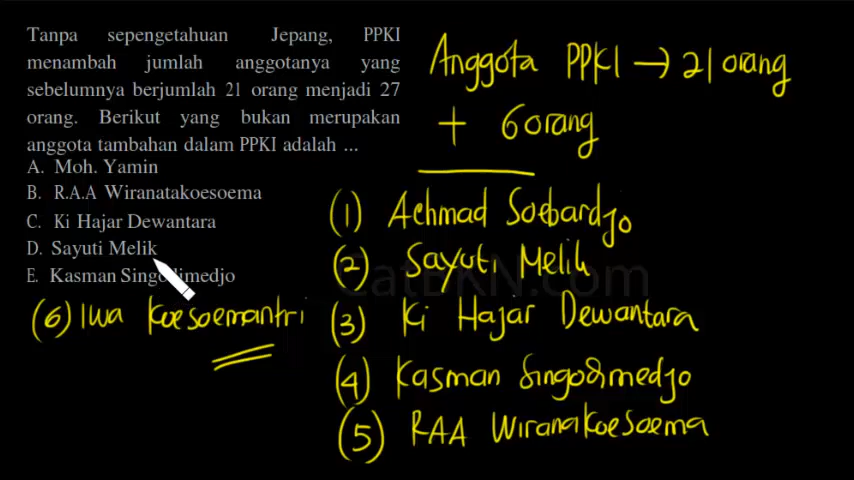 Tanpa sepengetahuan Jepang, PPKI
menambah jumlah anggotanya yang
sebelumnya berjumlah 21 orang menjadi 27
orang. Berikut yang bukan merupakan
anggota tambahan dalam PPKI adalah ...
A. Moh. Yamin
B. R.A.A Wiranatakoesoema
C. Ki Hajar Dewantara
D. Sayuti Melik
E. Kasman Singodimedjo
(6) Iwa Koesoemantri
Anggota PPKI → 21 orang
+ 6 orang
(1) Achmad Soebardjo
(2) Sayuti Melik
(3) Ki Hajar Dewantara
(4) Kasman Singodimedjo
(5) RAA Wiranakoesoema
CatBKN.com